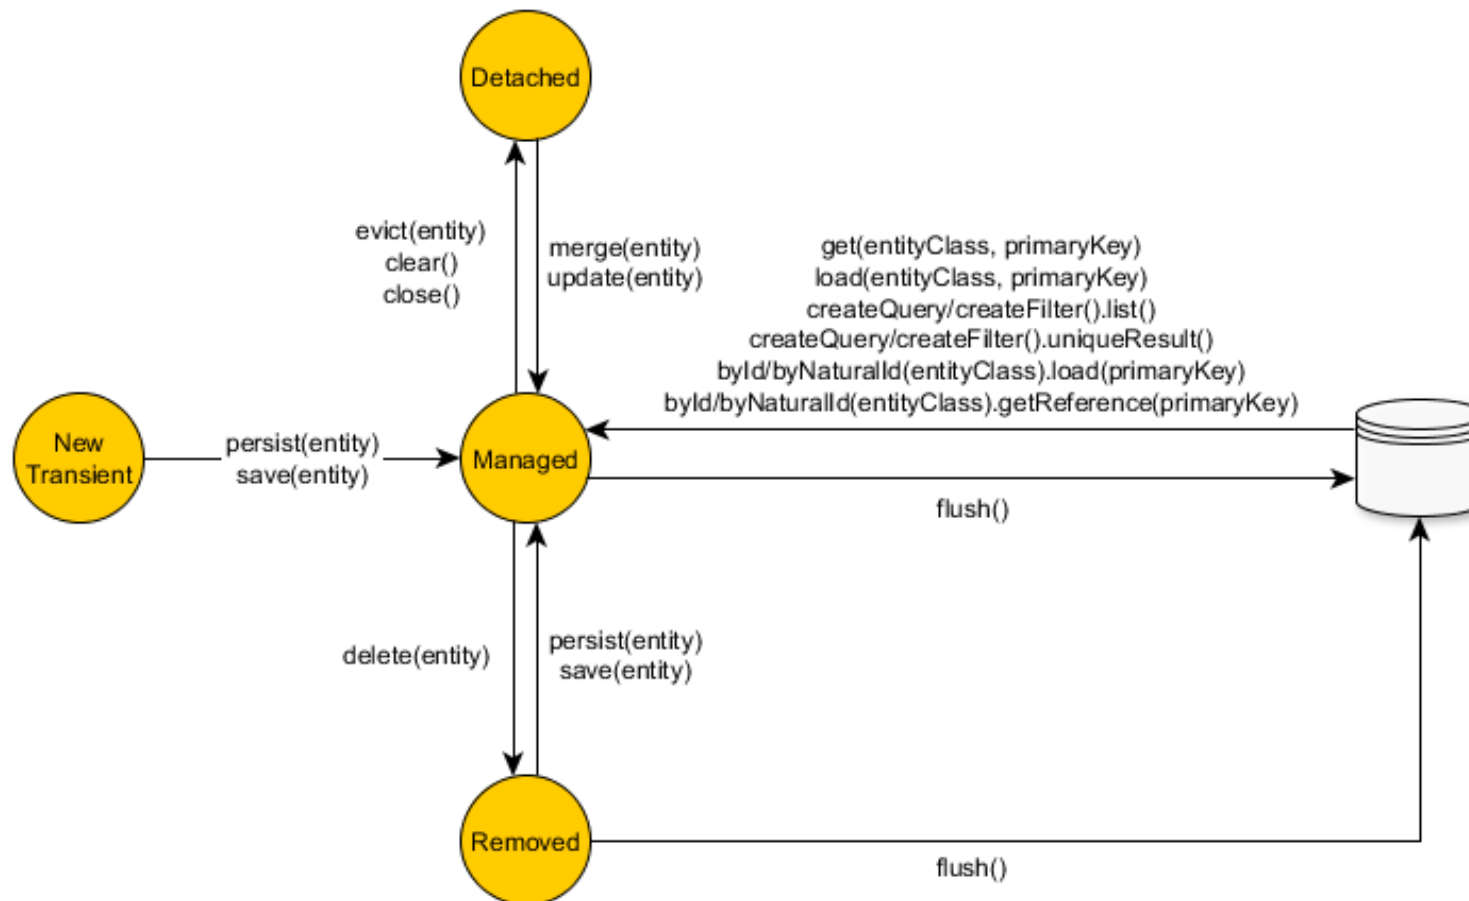 Detached
evict(entity)
clear()
close()
merge(entity)
update(entity)
get(entityClass, primaryKey)
load(entityClass, primaryKey)
createQuery/createFilter().list()
createQuery/createFilter().uniqueResult()
byId/byNaturalId(entityClass).load(primaryKey)
byId/byNaturalId(entityClass).getReference(primaryKey)
New
Transient
persist(entity)
save(entity)
Managed
flush()
delete(entity)
persist(entity)
save(entity)
Removed
flush()